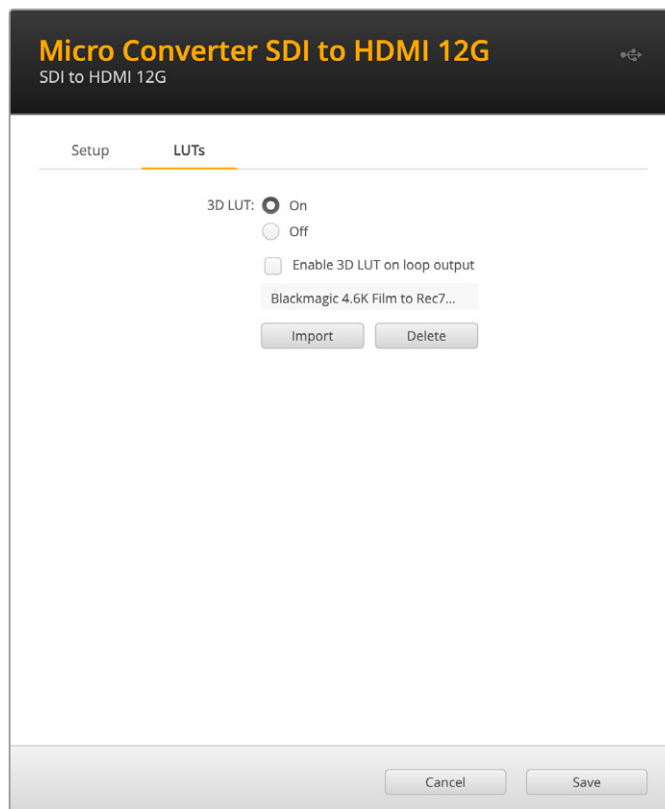 Micro Converter SDI to HDMI 12G
SDI to HDMI 12G
Setup LUTs
3D LUT: On
Off
Enable 3D LUT on loop output
Blackmagic 4.6K Film to Rec7...
Import Delete
Cancel Save